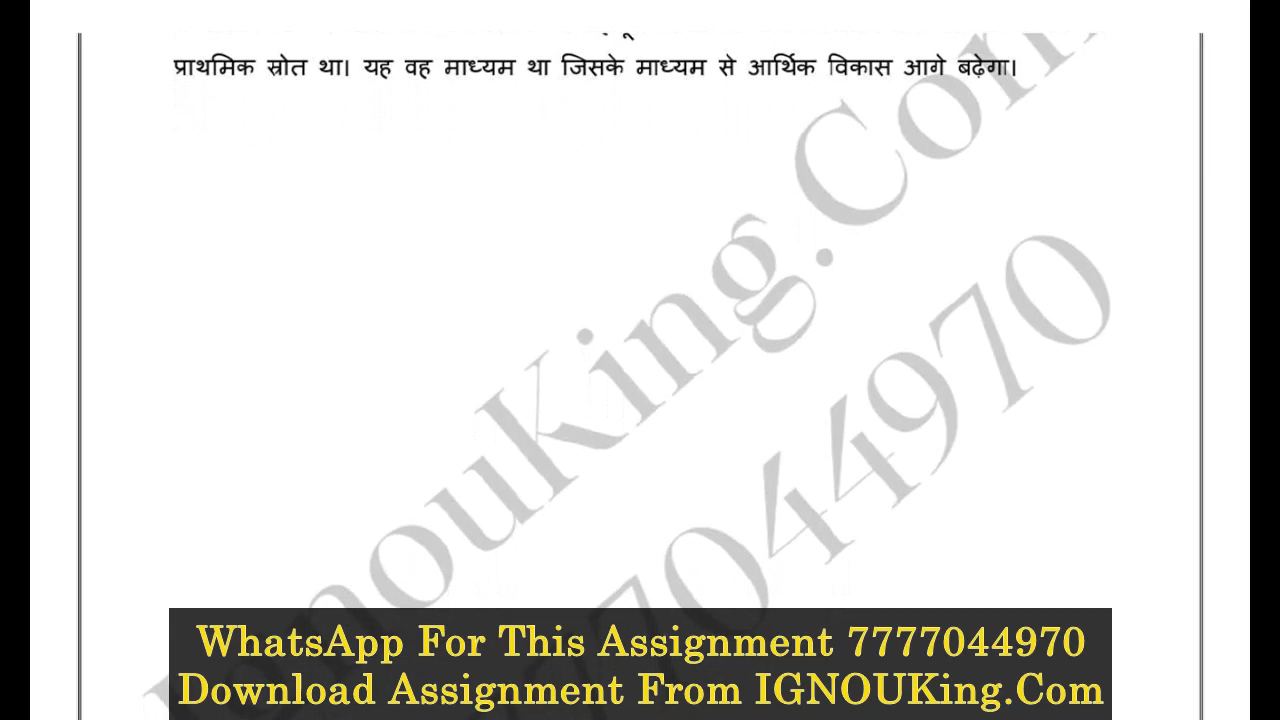 प्राथमिक स्रोत था। यह वह माध्यम था जिसके माध्यम से आर्थिक विकास आगे बढ़ेगा।
IgnouKing.Com
7777044970
WhatsApp For This Assignment 7777044970
Download Assignment From IGNOUKing.Com